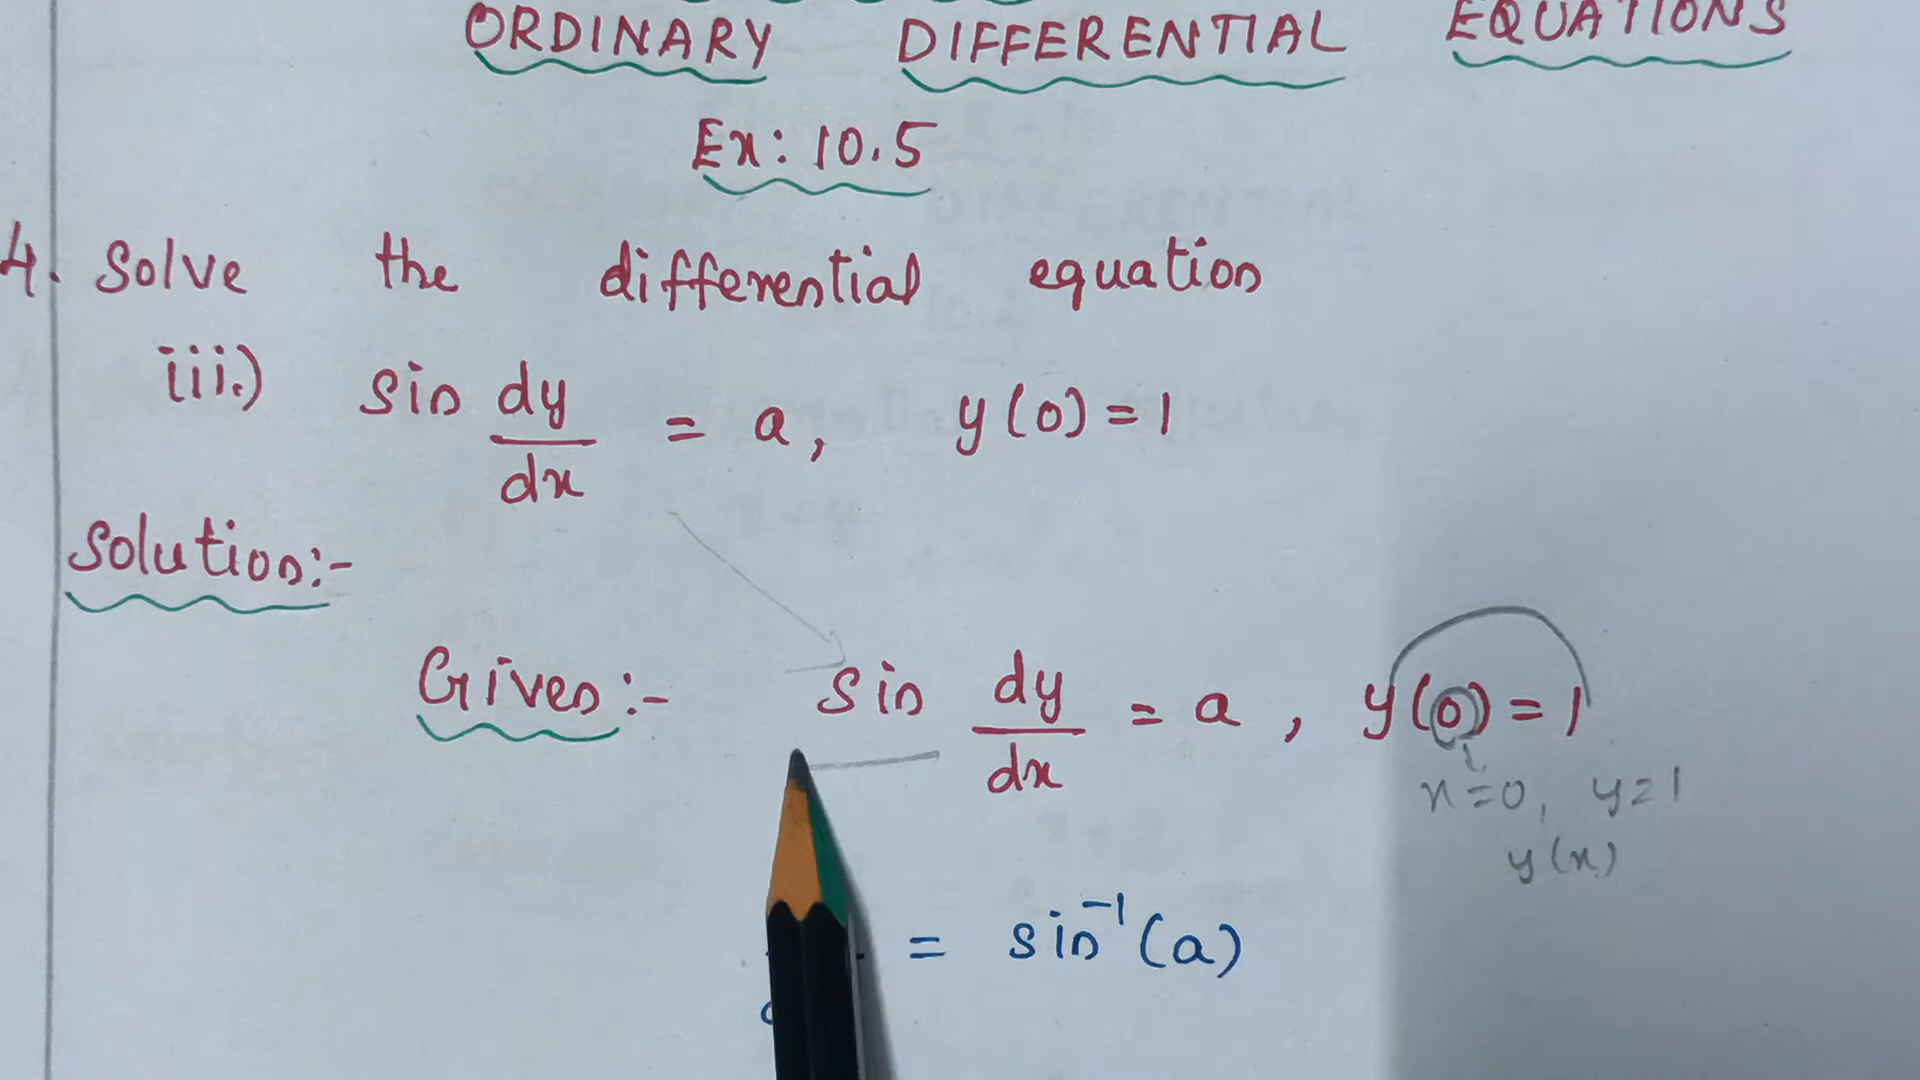 ORDINARY DIFFERENTIAL EQUATIONS
Ex: 10.5
4. Solve the differential equation
iii.) sin dy/dx = a, y(0) = 1
Solution:-
Given:- sin dy/dx = a, y(0) = 1
x=0, y=1
y(x)
= sin⁻¹(a)